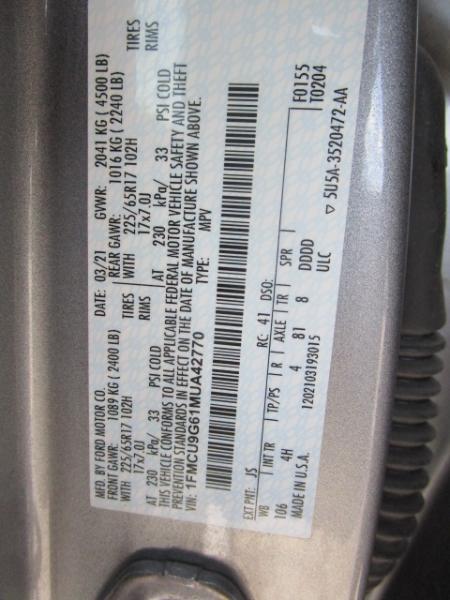 MFD. BY FORD MOTOR CO.
DATE: 03/21 GVWR: 2041 KG ( 4500 LB)
FRONT GAWR: 1089 KG ( 2400 LB) REAR GAWR: 1016 KG ( 2240 LB)
WITH 225/65R17 102H TIRES WITH 225/65R17 102H TIRES
17x7.0J RIMS 17x7.0J RIMS
AT 230 kPa/ 33 PSI COLD AT 230 kPa/ 33 PSI COLD
THIS VEHICLE CONFORMS TO ALL APPLICABLE FEDERAL MOTOR VEHICLE SAFETY AND THEFT
PREVENTION STANDARDS IN EFFECT ON THE DATE OF MANUFACTURE SHOWN ABOVE.
VIN: 1FMCU9G61MUA42770 TYPE: MPV
F0155
T0204
EXT PNT: JS RC: 41 DSO:
WB INT TR TP/PS R AXLE TR SPR
106 4H 4 81 8 DDDD
MADE IN U.S.A. 1202103193015 ULC
▽ 5U5A-3520472-AA